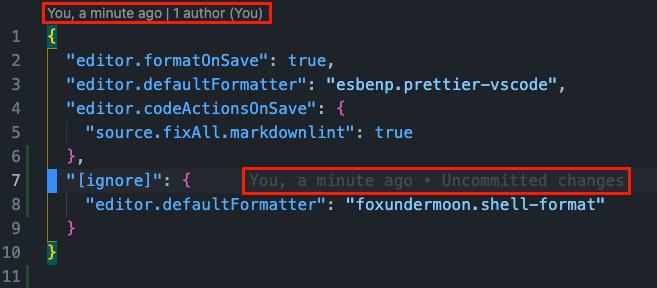 You, a minute ago | 1 author (You)
1 {
2 "editor.formatOnSave": true,
3 "editor.defaultFormatter": "esbenp.prettier-vscode",
4 "editor.codeActionsOnSave": {
5 "source.fixAll.markdownlint": true
6 },
7 "[ignore]": { You, a minute ago • Uncommitted changes
8 "editor.defaultFormatter": "foxundermoon.shell-format"
9 }
10 }
11